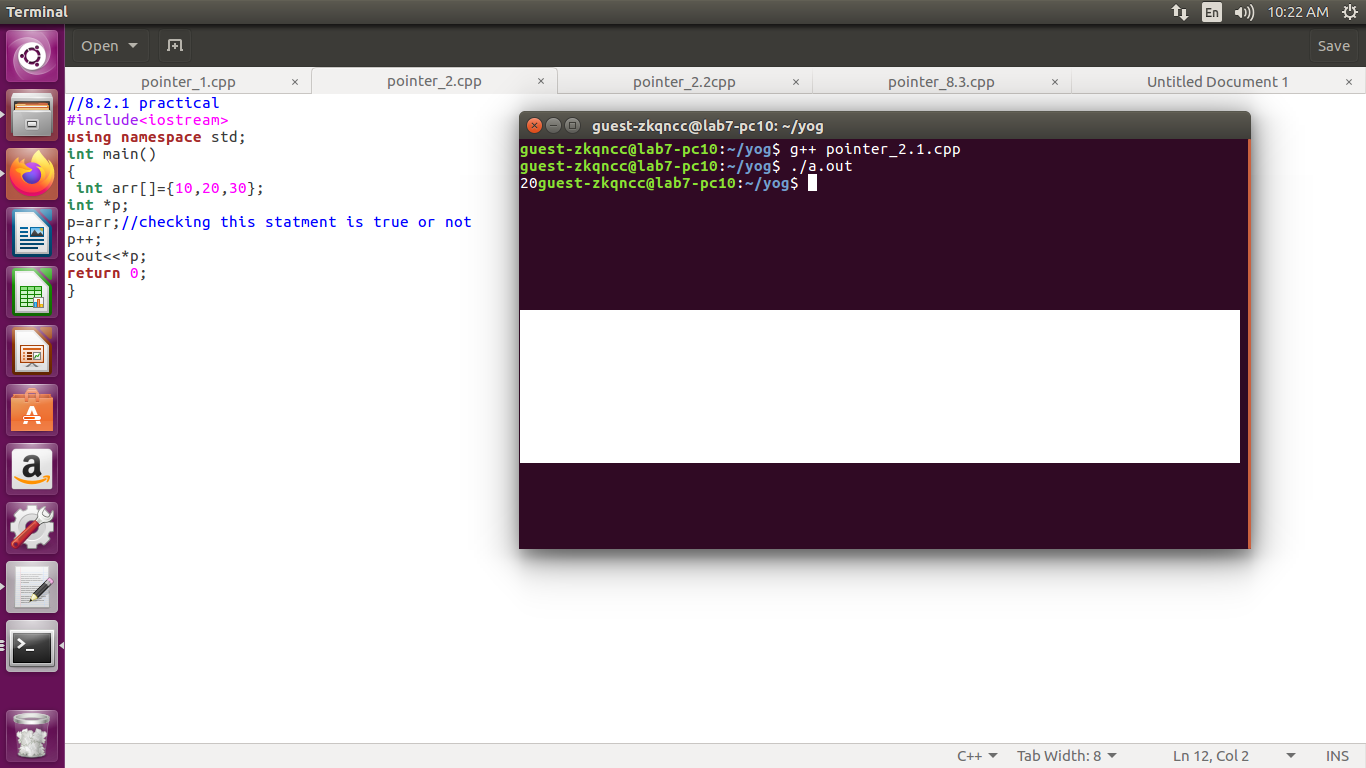 Terminal
En
10:22 AM
Open
Save
pointer_1.cpp × pointer_2.cpp × pointer_2.2cpp × pointer_8.3.cpp × Untitled Document 1 ×
//8.2.1 practical
#include<iostream>
using namespace std;
int main()
{
 int arr[]={10,20,30};
int *p;
p=arr;//checking this statment is true or not
p++;
cout<<*p;
return 0;
}
guest-zkqncc@lab7-pc10: ~/yog
guest-zkqncc@lab7-pc10:~/yog$ g++ pointer_2.1.cpp
guest-zkqncc@lab7-pc10:~/yog$ ./a.out
20guest-zkqncc@lab7-pc10:~/yog$
C++ Tab Width: 8 Ln 12, Col 2 INS